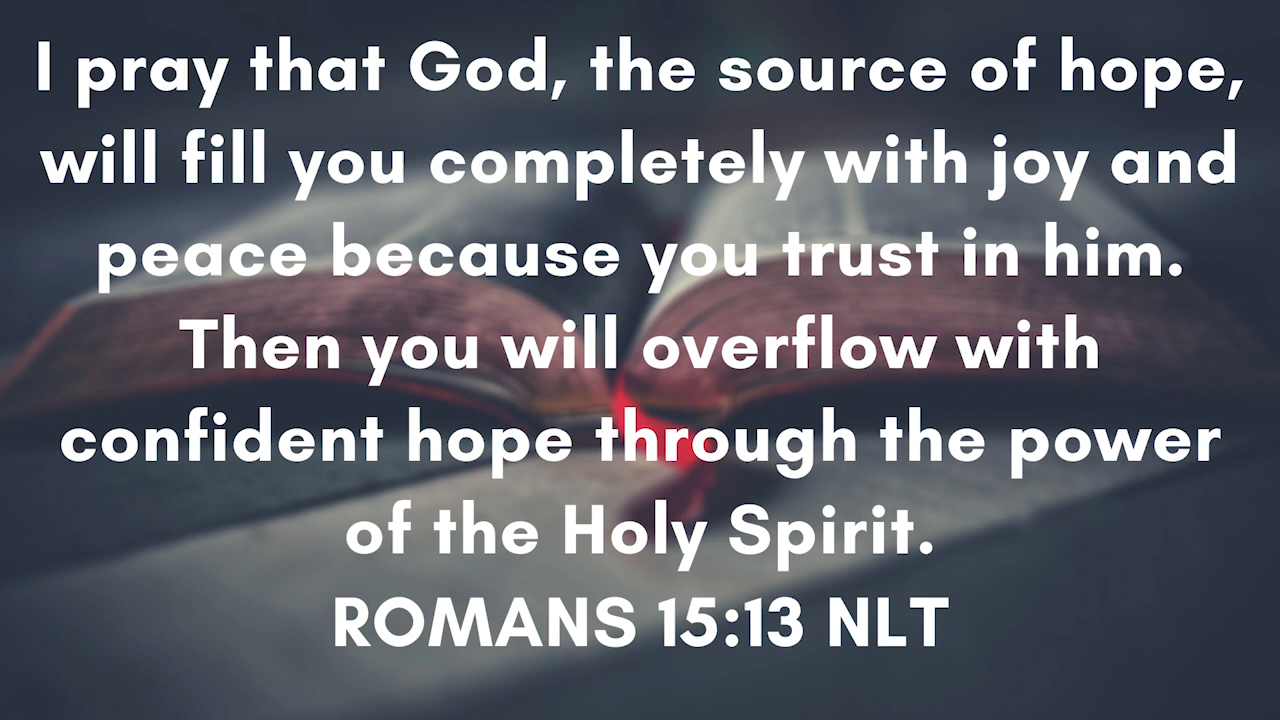 I pray that God, the source of hope,
will fill you completely with joy and
peace because you trust in him.
Then you will overflow with
confident hope through the power
of the Holy Spirit.
ROMANS 15:13 NLT